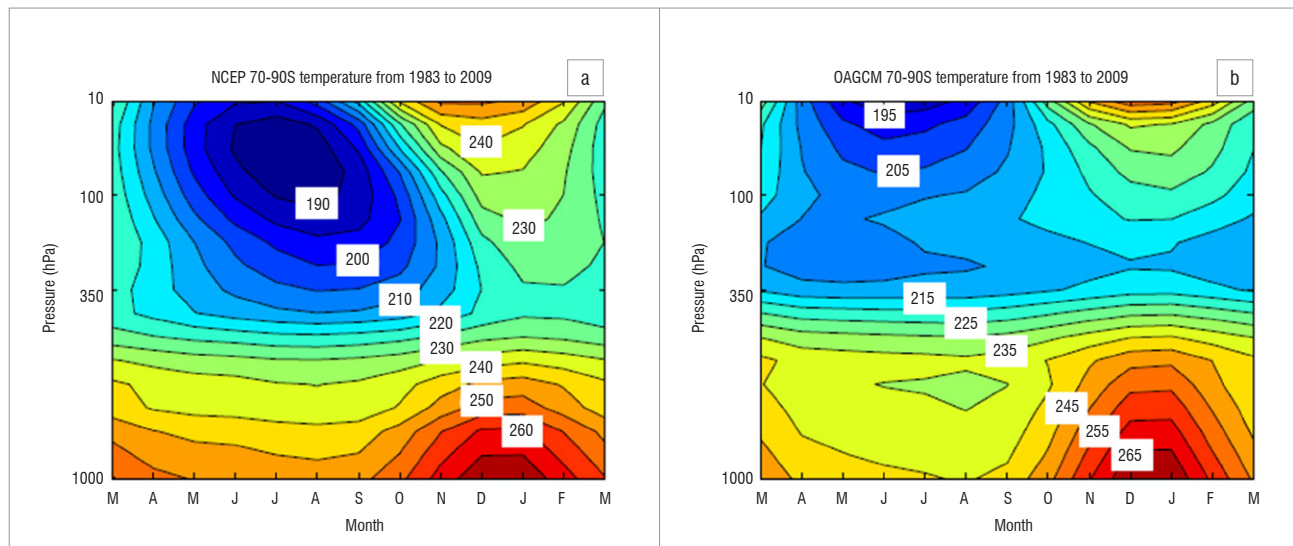 NCEP 70-90S temperature from 1983 to 2009
a
10
100
350
1000
Pressure (hPa)
240
190
230
200
210
220
230
240
250
260
M A M J J A S O N D J F M
Month
OAGCM 70-90S temperature from 1983 to 2009
b
10
100
350
1000
Pressure (hPa)
195
205
215
225
235
245
255
265
M A M J J A S O N D J F M
Month